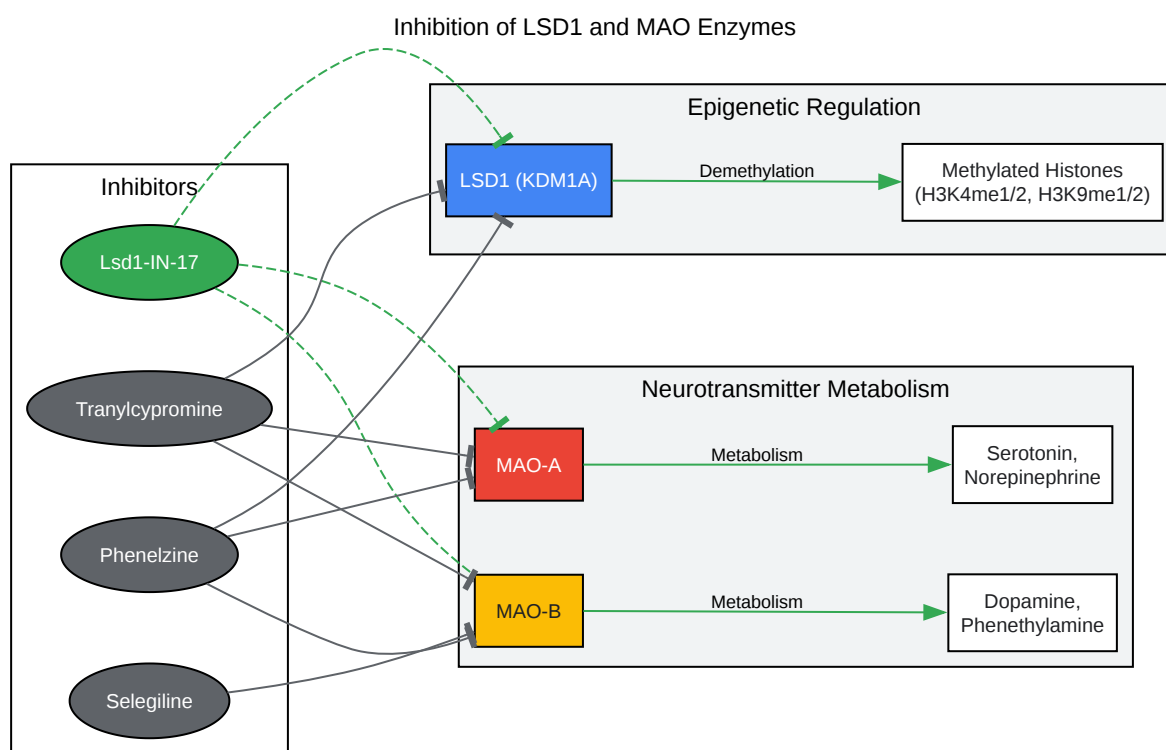 Inhibition of LSD1 and MAO Enzymes
Epigenetic Regulation
LSD1 (KDM1A)
Demethylation
Methylated Histones
(H3K4me1/2, H3K9me1/2)
Inhibitors
Lsd1-IN-17
Tranylcypromine
Phenelzine
Selegiline
Neurotransmitter Metabolism
MAO-A
Metabolism
Serotonin,
Norepinephrine
MAO-B
Metabolism
Dopamine,
Phenethylamine